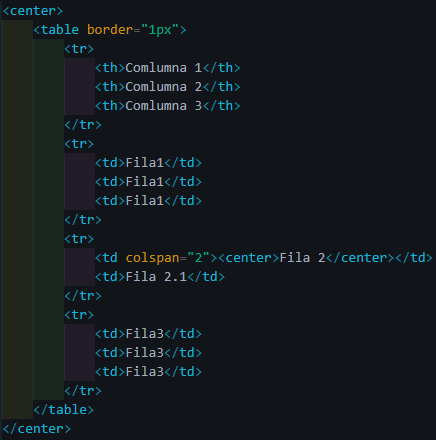 <center>
<table border="1px">
<tr>
<th>Comlumna 1</th>
<th>Comlumna 2</th>
<th>Comlumna 3</th>
</tr>
<tr>
<td>Fila1</td>
<td>Fila1</td>
<td>Fila1</td>
</tr>
<tr>
<td colspan="2"><center>Fila 2</center></td>
<td>Fila 2.1</td>
</tr>
<tr>
<td>Fila3</td>
<td>Fila3</td>
<td>Fila3</td>
</tr>
</table>
</center>